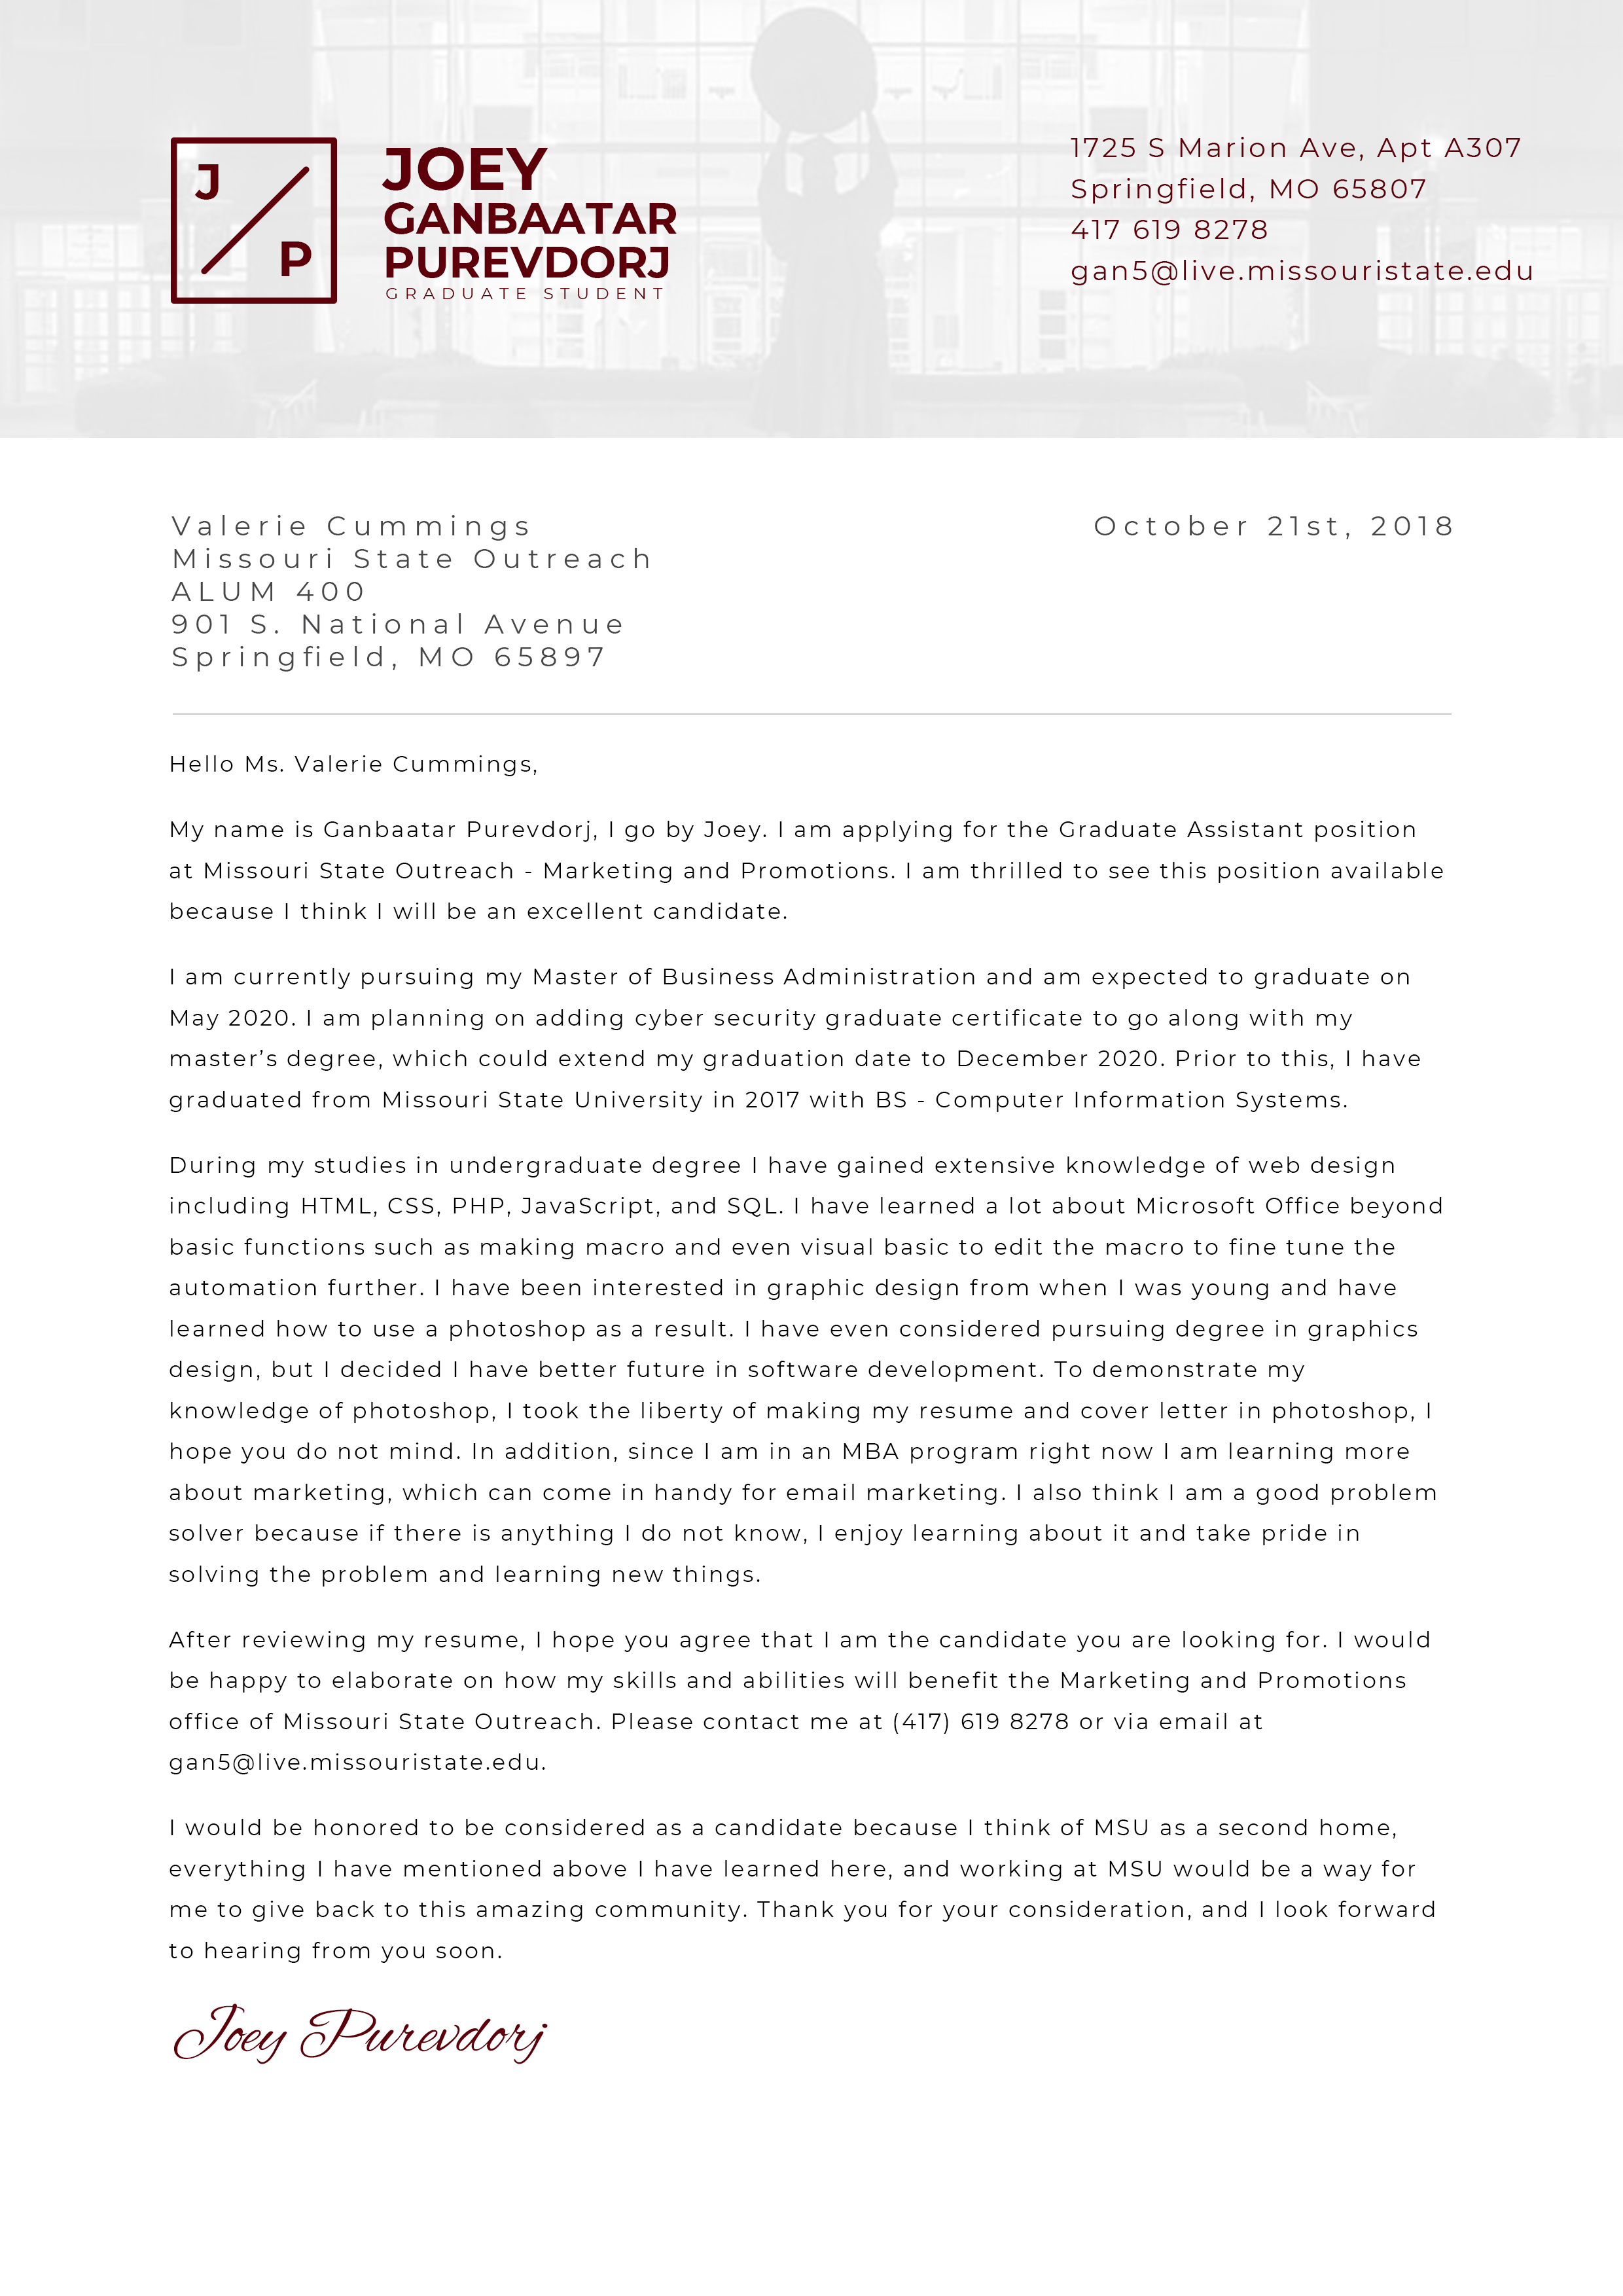 J
P
JOEY
GANBAATAR
PUREVDORJ
GRADUATE STUDENT
1725 S Marion Ave, Apt A307
Springfield, MO 65807
417 619 8278
gan5@live.missouristate.edu
Valerie Cummings
Missouri State Outreach
ALUM 400
901 S. National Avenue
Springfield, MO 65897
October 21st, 2018
Hello Ms. Valerie Cummings,
My name is Ganbaatar Purevdorj, I go by Joey. I am applying for the Graduate Assistant position
at Missouri State Outreach - Marketing and Promotions. I am thrilled to see this position available
because I think I will be an excellent candidate.
I am currently pursuing my Master of Business Administration and am expected to graduate on
May 2020. I am planning on adding cyber security graduate certificate to go along with my
master’s degree, which could extend my graduation date to December 2020. Prior to this, I have
graduated from Missouri State University in 2017 with BS - Computer Information Systems.
During my studies in undergraduate degree I have gained extensive knowledge of web design
including HTML, CSS, PHP, JavaScript, and SQL. I have learned a lot about Microsoft Office beyond
basic functions such as making macro and even visual basic to edit the macro to fine tune the
automation further. I have been interested in graphic design from when I was young and have
learned how to use a photoshop as a result. I have even considered pursuing degree in graphics
design, but I decided I have better future in software development. To demonstrate my
knowledge of photoshop, I took the liberty of making my resume and cover letter in photoshop, I
hope you do not mind. In addition, since I am in an MBA program right now I am learning more
about marketing, which can come in handy for email marketing. I also think I am a good problem
solver because if there is anything I do not know, I enjoy learning about it and take pride in
solving the problem and learning new things.
After reviewing my resume, I hope you agree that I am the candidate you are looking for. I would
be happy to elaborate on how my skills and abilities will benefit the Marketing and Promotions
office of Missouri State Outreach. Please contact me at (417) 619 8278 or via email at
gan5@live.missouristate.edu.
I would be honored to be considered as a candidate because I think of MSU as a second home,
everything I have mentioned above I have learned here, and working at MSU would be a way for
me to give back to this amazing community. Thank you for your consideration, and I look forward
to hearing from you soon.
Joey Purevdorj